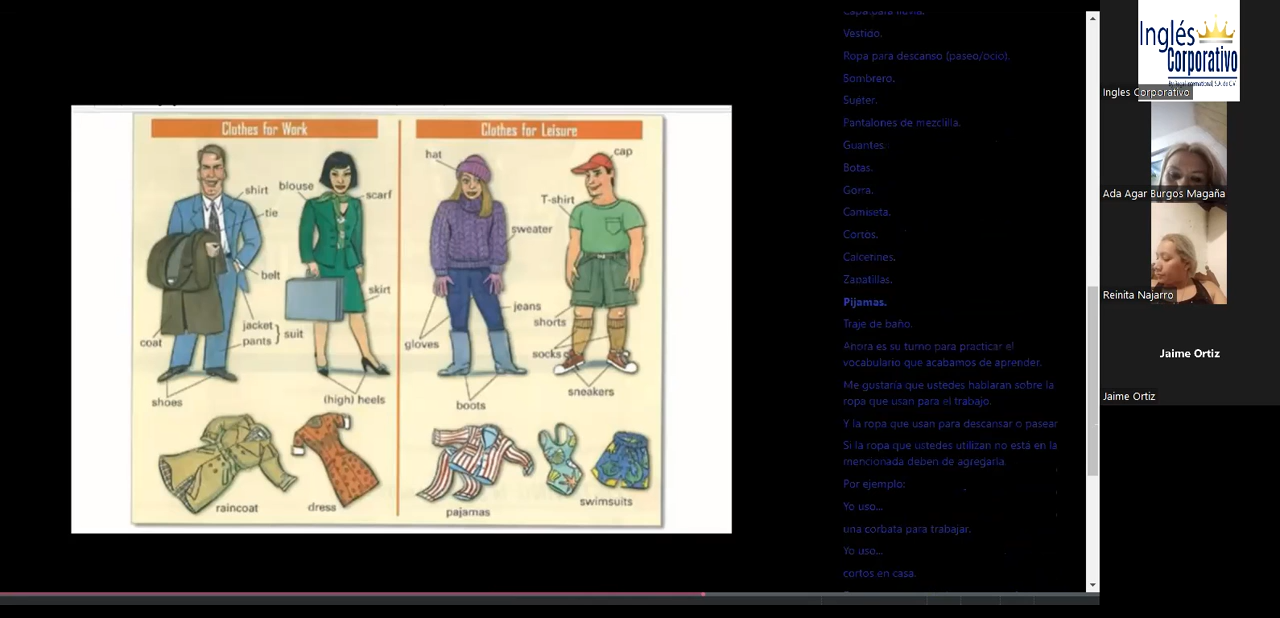 Clothes for Work
Clothes for Leisure
hat
cap
shirt
blouse
scarf
tie
T-shirt
sweater
belt
skirt
jeans
jacket
pants
suit
shorts
coat
gloves
socks
shoes
(high) heels
boots
sneakers
raincoat
dress
pajamas
swimsuits
Capa para lluvia.
Vestido.
Ropa para descanso (paseo/ocio).
Sombrero.
Suéter.
Pantalones de mezclilla.
Guantes.
Botas.
Gorra.
Camiseta.
Cortos.
Calcetines.
Zapatillas.
Pijamas.
Traje de baño.
Ahora es su turno para practicar el
vocabulario que acabamos de aprender.
Me gustaría que ustedes hablaran sobre la
ropa que usan para el trabajo.
Y la ropa que usan para descansar o pasear
Si la ropa que ustedes utilizan no está en la
mencionada deben de agregarla.
Por ejemplo:
Yo uso...
una corbata para trabajar.
Yo uso...
cortos en casa.
Inglés
Corporativo
Ingles Corporativo
Ada Agar Burgos Magaña
Reinita Najarro
Jaime Ortiz
Jaime Ortiz